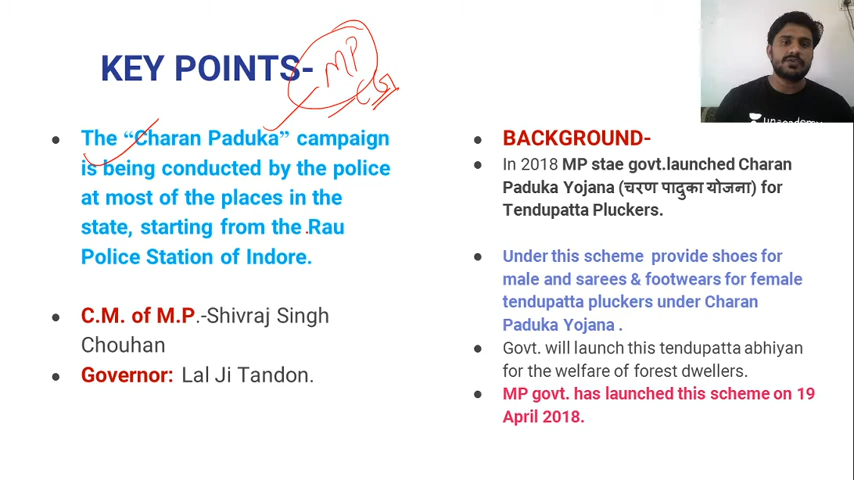 KEY POINTS-
MP
The “Charan Paduka” campaign
is being conducted by the police
at most of the places in the
state, starting from the Rau
Police Station of Indore.
C.M. of M.P.-Shivraj Singh
Chouhan
Governor: Lal Ji Tandon.
BACKGROUND-
In 2018 MP stae govt.launched Charan
Paduka Yojana (चरण पादुका योजना) for
Tendupatta Pluckers.
Under this scheme provide shoes for
male and sarees & footwears for female
tendupatta pluckers under Charan
Paduka Yojana .
Govt. will launch this tendupatta abhiyan
for the welfare of forest dwellers.
MP govt. has launched this scheme on 19
April 2018.